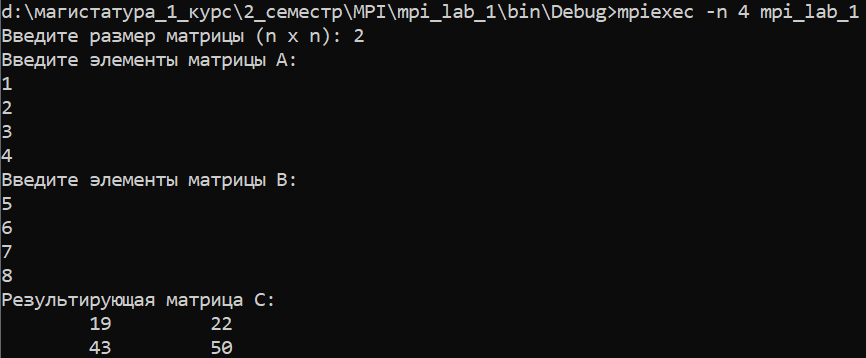 d:\магистатура_1_курс\2_семестр\MPI\mpi_lab_1\bin\Debug>mpiexec -n 4 mpi_lab_1
Введите размер матрицы (n x n): 2
Введите элементы матрицы A:
1
2
3
4
Введите элементы матрицы B:
5
6
7
8
Результирующая матрица C:
19 22
43 50